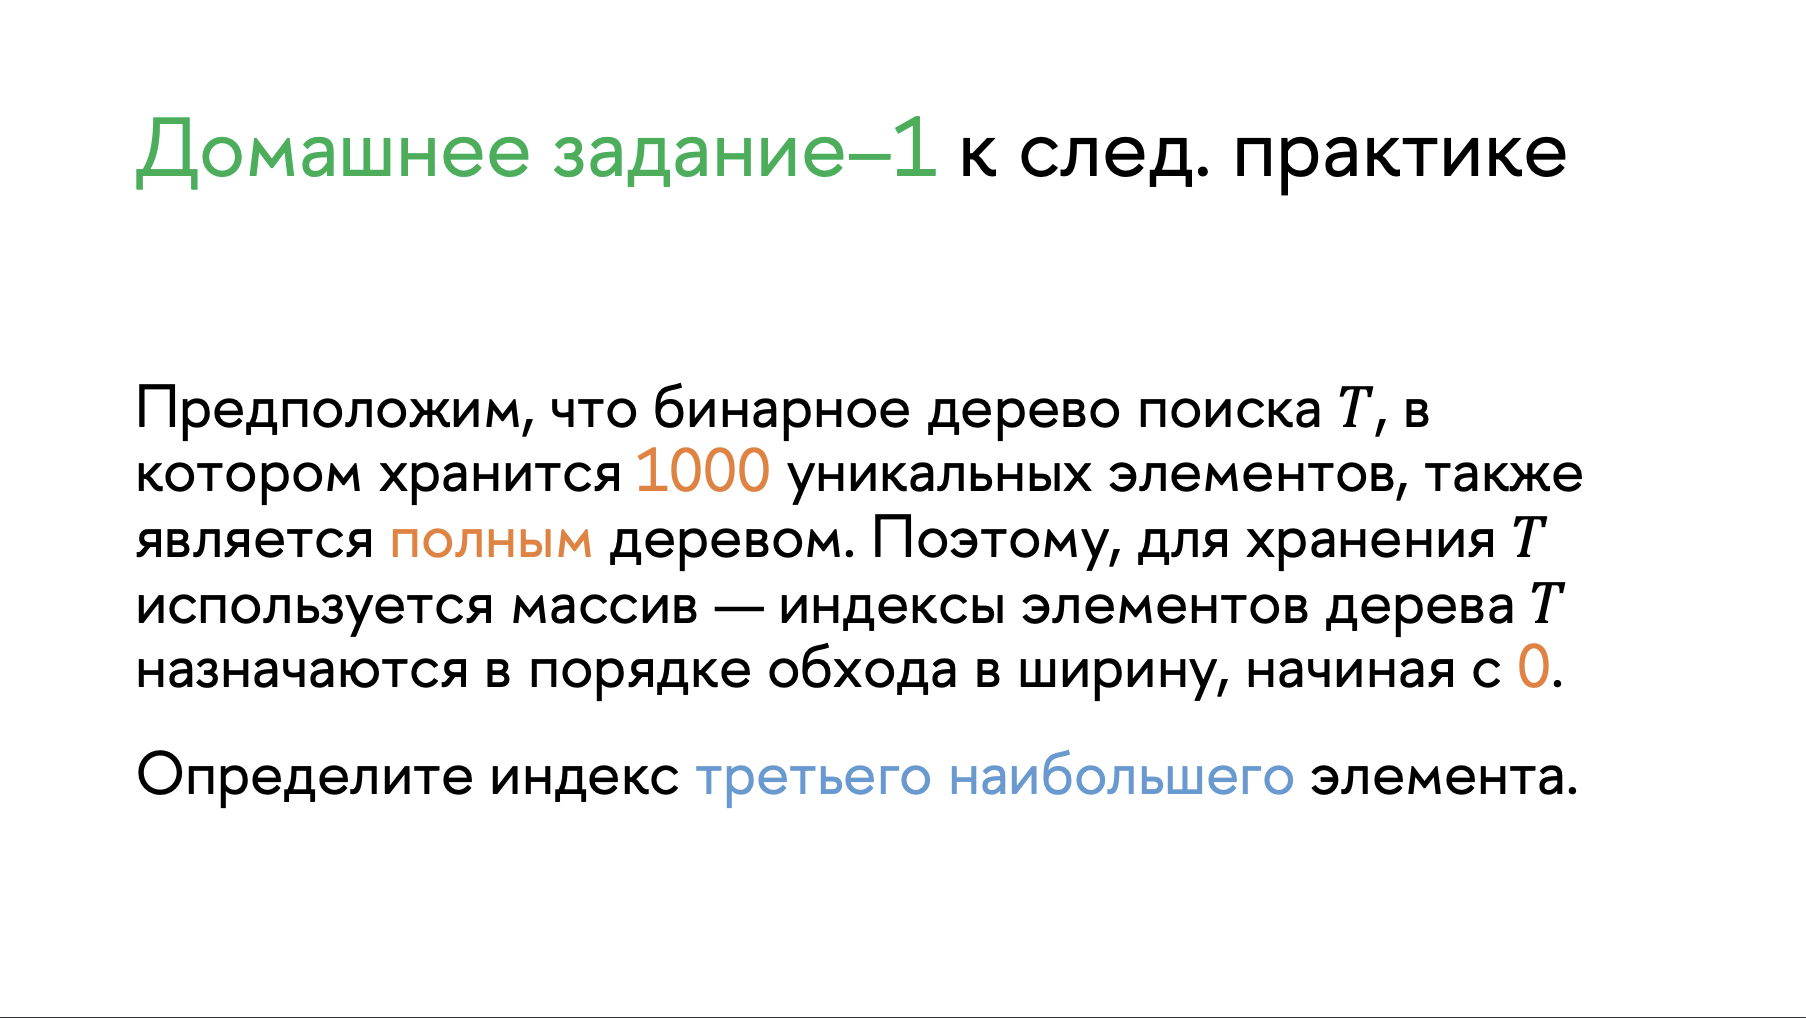 Домашнее задание–1 к след. практике
Предположим, что бинарное дерево поиска T, в
котором хранится 1000 уникальных элементов, также
является полным деревом. Поэтому, для хранения T
используется массив — индексы элементов дерева T
назначаются в порядке обхода в ширину, начиная с 0.
Определите индекс третьего наибольшего элемента.